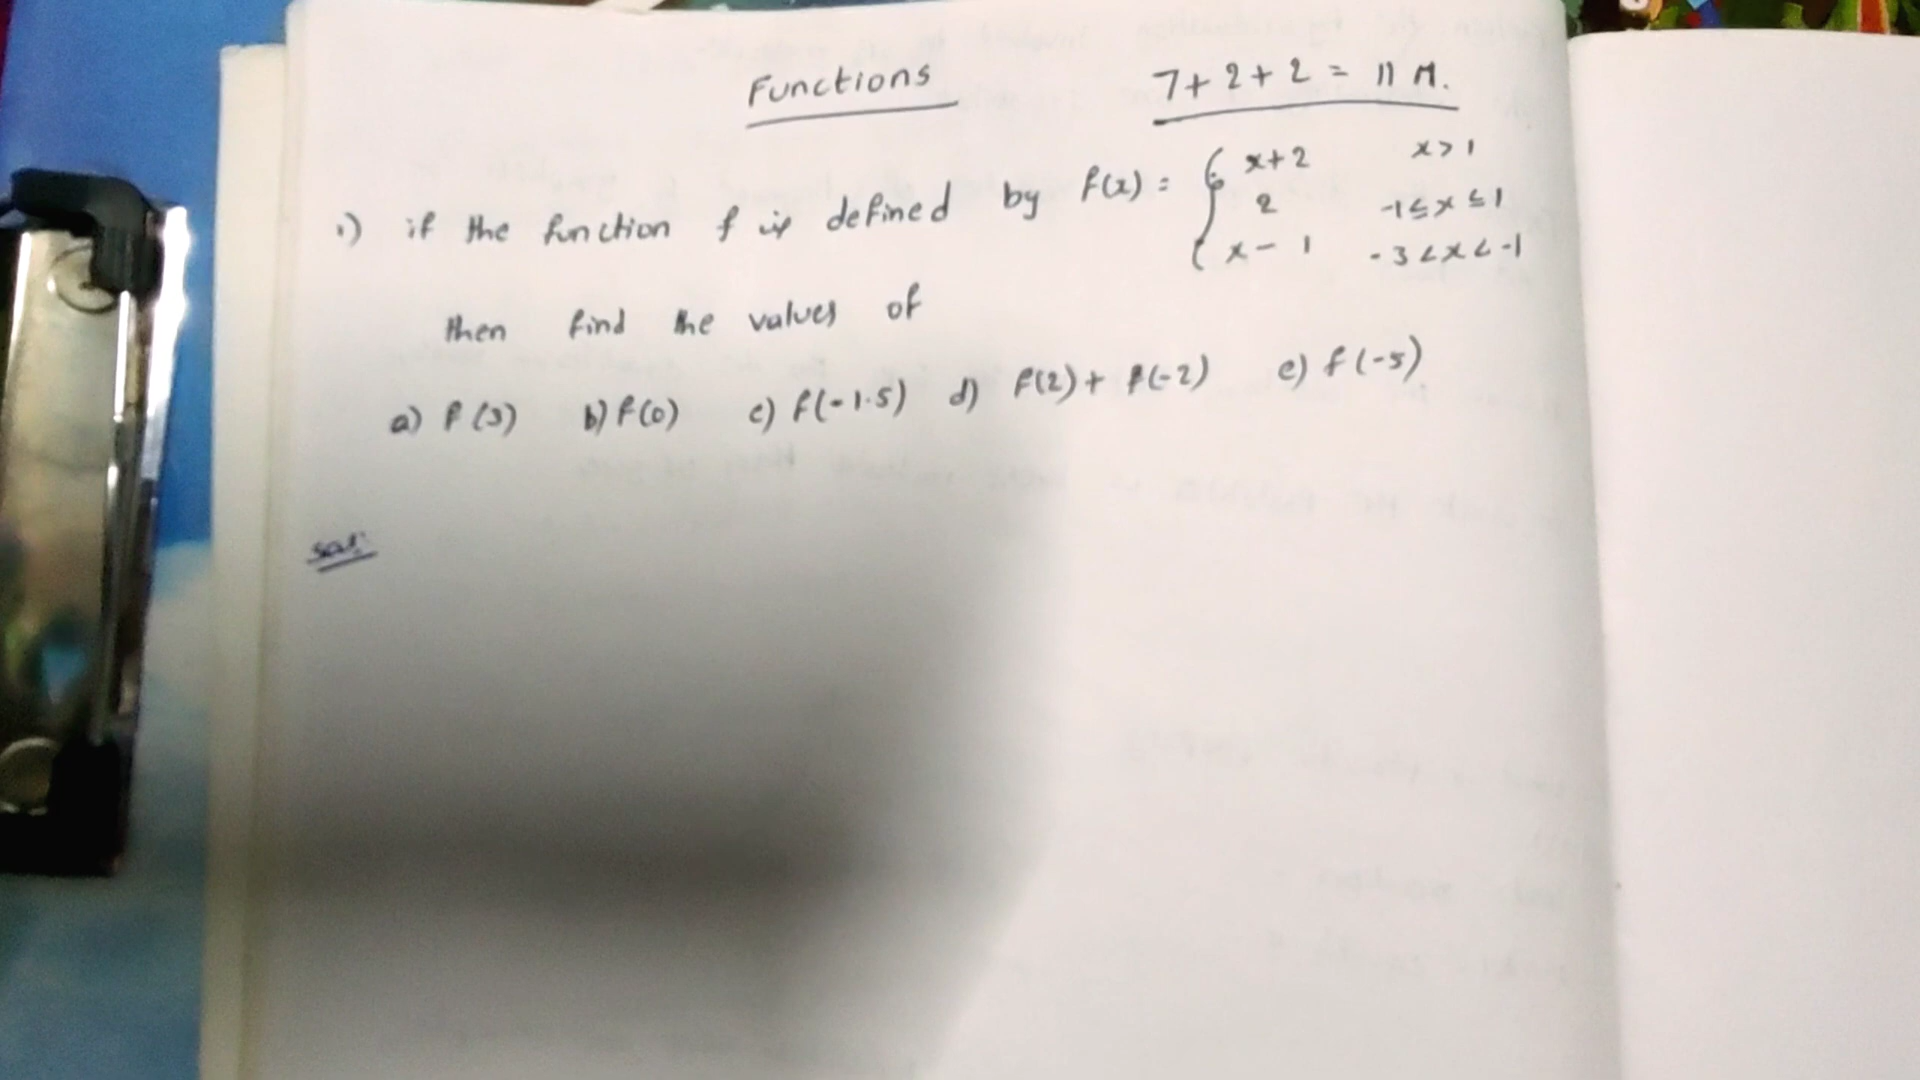 Functions 7+2+2 = 11 M.
1) if the function f is defined by f(x) = { x+2 x>1
2 -1≤x≤1
x-1 -3<x<-1
then find the values of
a) f(3) b) f(0) c) f(-1.5) d) f(2)+ f(-2) e) f(-5)
Sol: